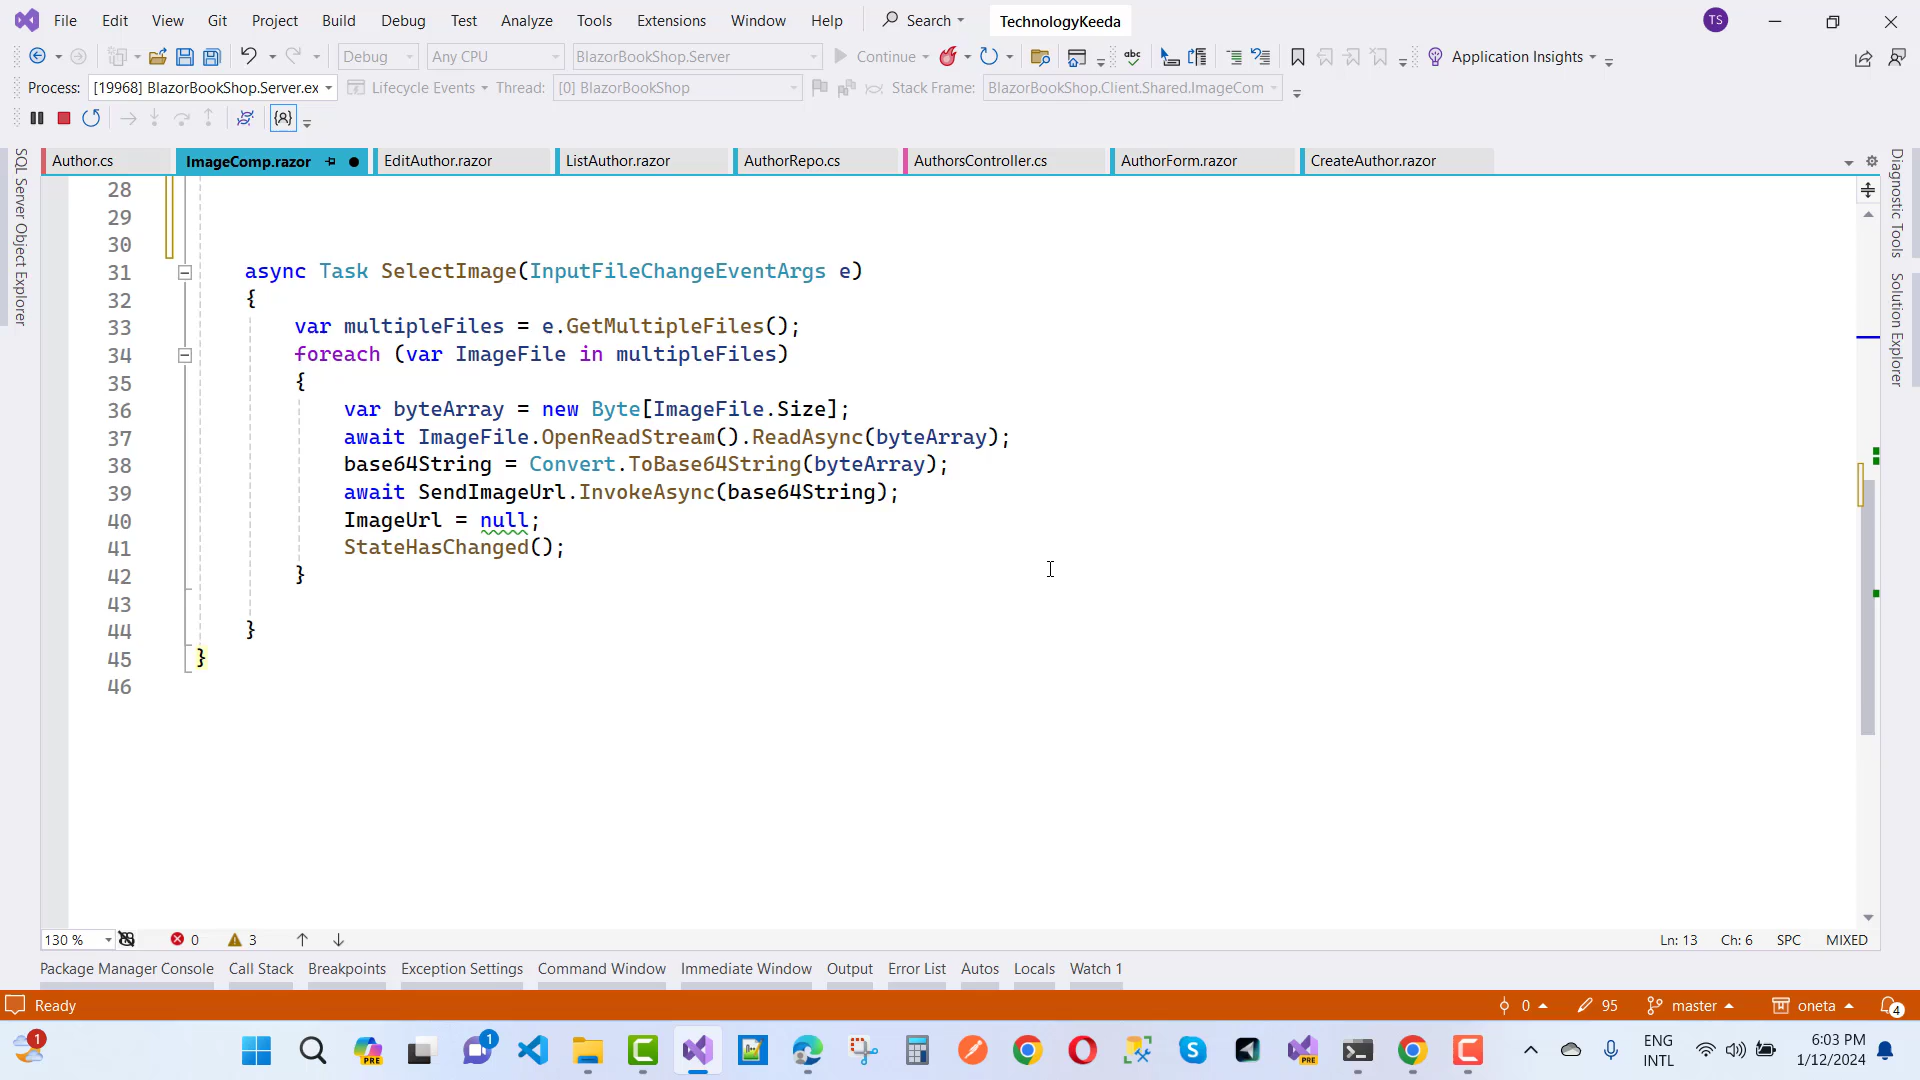 File Edit View Git Project Build Debug Test Analyze Tools Extensions Window Help Search TechnologyKeeda TS
Debug Any CPU BlazorBookShop.Server Continue abc Application Insights
Process: [19968] BlazorBookShop.Server.ex Lifecycle Events Thread: [0] BlazorBookShop Stack Frame: BlazorBookShop.Client.Shared.ImageCom
Author.cs ImageComp.razor EditAuthor.razor ListAuthor.razor AuthorRepo.cs AuthorsController.cs AuthorForm.razor CreateAuthor.razor
SQL Server Object Explorer
Diagnostic Tools
Solution Explorer
28
29
30
31 async Task SelectImage(InputFileChangeEventArgs e)
32 {
33 var multipleFiles = e.GetMultipleFiles();
34 foreach (var ImageFile in multipleFiles)
35 {
36 var byteArray = new Byte[ImageFile.Size];
37 await ImageFile.OpenReadStream().ReadAsync(byteArray);
38 base64String = Convert.ToBase64String(byteArray);
39 await SendImageUrl.InvokeAsync(base64String);
40 ImageUrl = null;
41 StateHasChanged();
42 }
43
44 }
45 }
46
130 % 0 3 Ln: 13 Ch: 6 SPC MIXED
Package Manager Console Call Stack Breakpoints Exception Settings Command Window Immediate Window Output Error List Autos Locals Watch 1
Ready 0 95 master oneta 4
1 PRE 1 PRE ENG 6:03 PM
INTL 1/12/2024